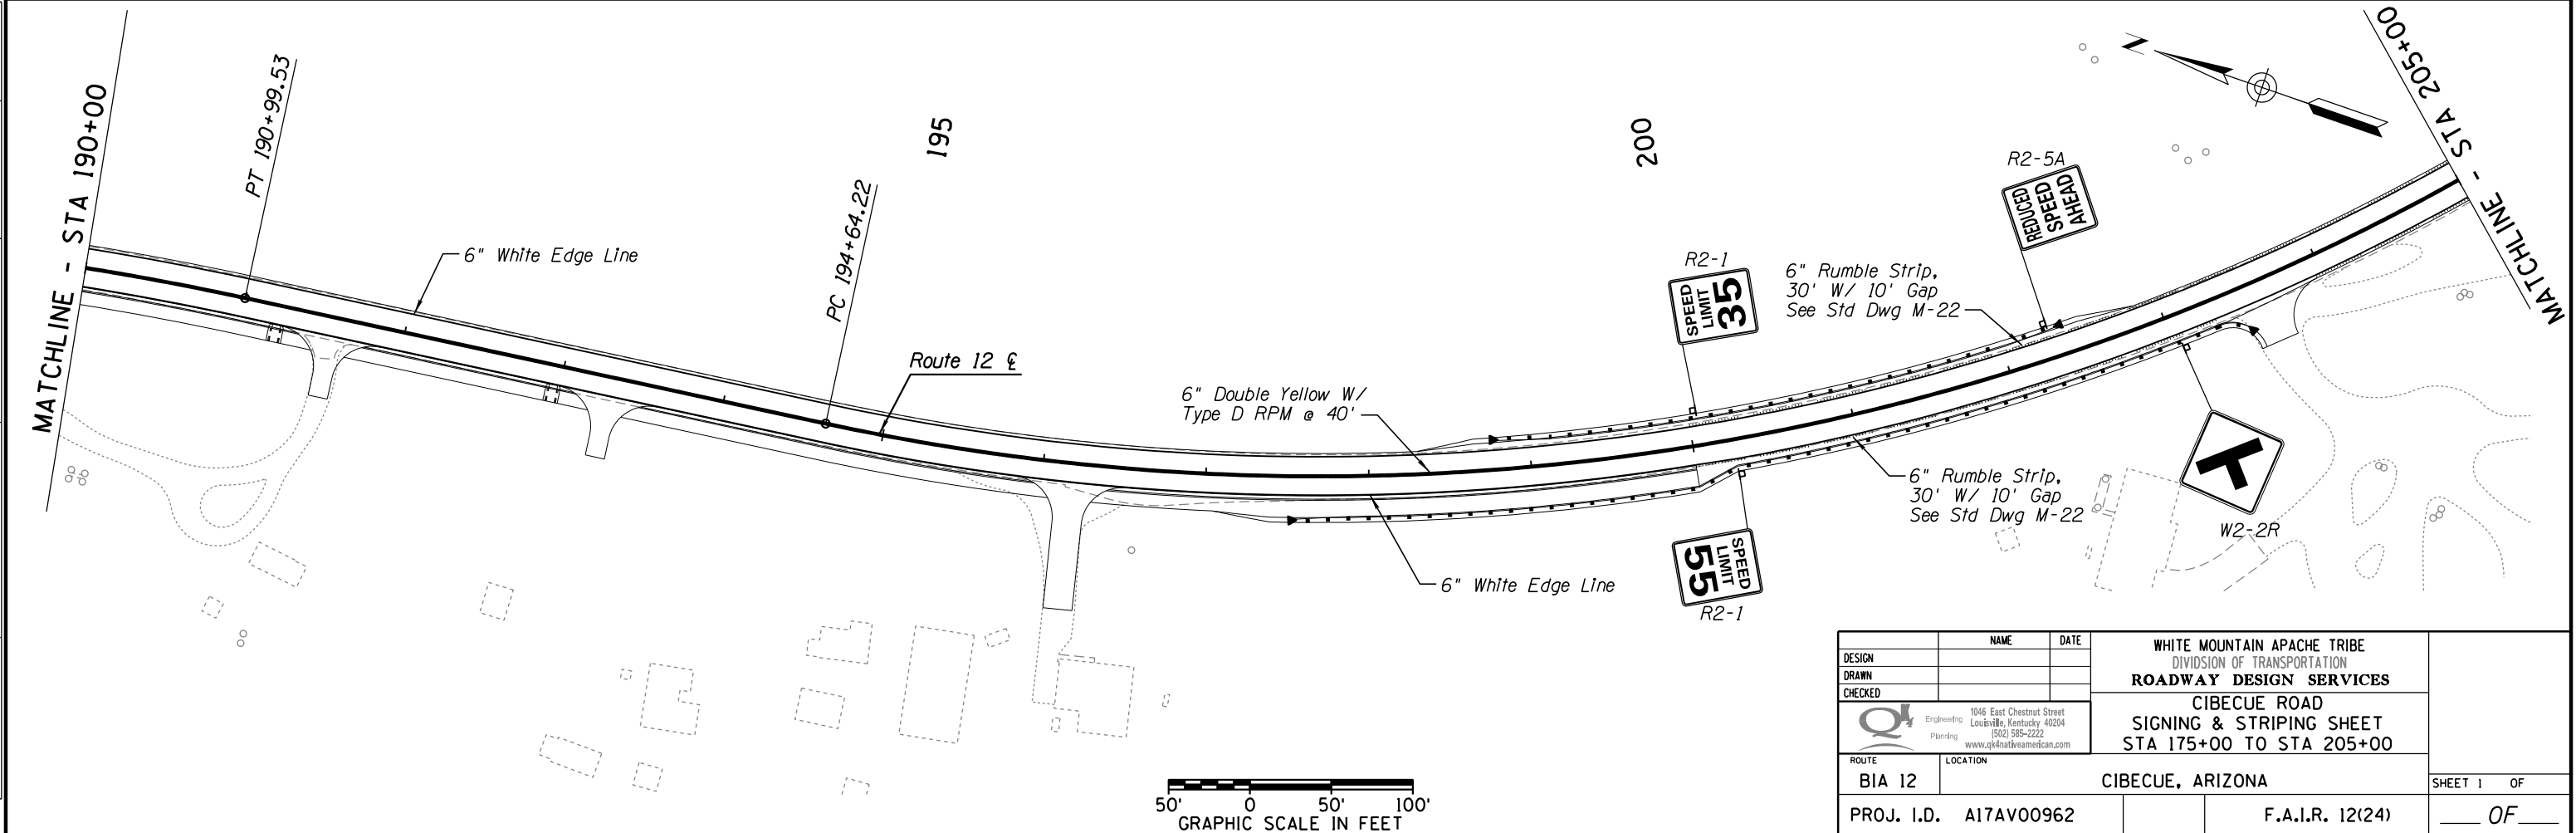 MATCHLINE - STA 190+00
PT 190+99.53
6" White Edge Line
PC 194+64.22
195
Route 12 ℄
6" Double Yellow W/
Type D RPM @ 40'
200
R2-1
SPEED
LIMIT
35
6" Rumble Strip,
30' W/ 10' Gap
See Std Dwg M-22
R2-5A
REDUCED
SPEED
AHEAD
N
MATCHLINE - STA 205+00
6" White Edge Line
SPEED
LIMIT
55
R2-1
6" Rumble Strip,
30' W/ 10' Gap
See Std Dwg M-22
W2-2R
50' 0 50' 100'
GRAPHIC SCALE IN FEET
NAME DATE
DESIGN
DRAWN
CHECKED
WHITE MOUNTAIN APACHE TRIBE
DIVIDSION OF TRANSPORTATION
ROADWAY DESIGN SERVICES
CIBECUE ROAD
SIGNING & STRIPING SHEET
STA 175+00 TO STA 205+00
Qk4
Engineering
Planning
1046 East Chestnut Street
Louisville, Kentucky 40204
(502) 585-2222
www.qk4nativeamerican.com
ROUTE
BIA 12
LOCATION
CIBECUE, ARIZONA
SHEET 1 OF
PROJ. I.D. A17AV00962
F.A.I.R. 12(24)
OF